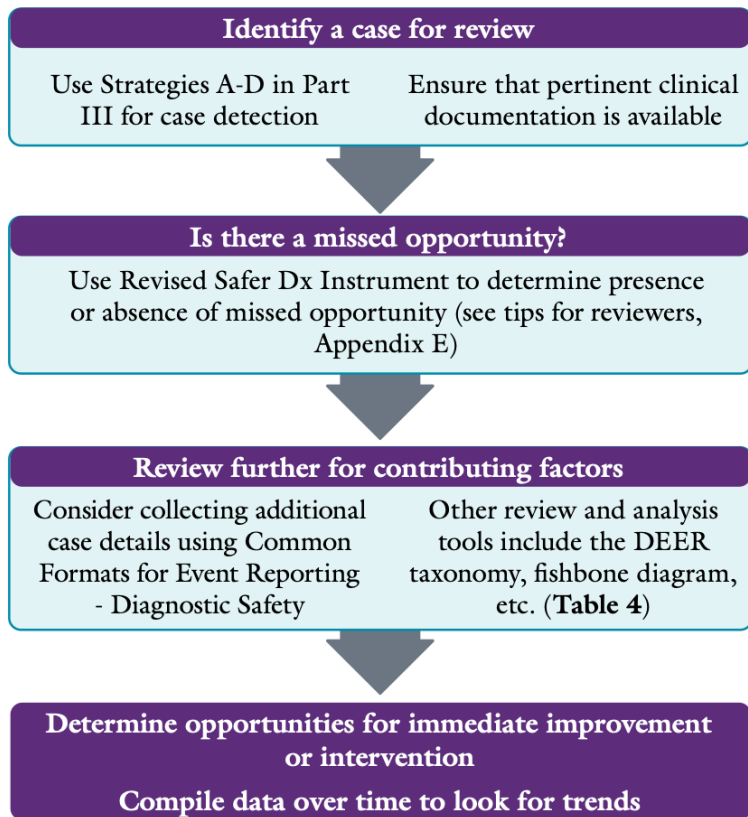 Identify a case for review
Use Strategies A-D in Part
III for case detection
Ensure that pertinent clinical
documentation is available
Is there a missed opportunity?
Use Revised Safer Dx Instrument to determine presence
or absence of missed opportunity (see tips for reviewers,
Appendix E)
Review further for contributing factors
Consider collecting additional
case details using Common
Formats for Event Reporting
- Diagnostic Safety
Other review and analysis
tools include the DEER
taxonomy, fishbone diagram,
etc. (Table 4)
Determine opportunities for immediate improvement
or intervention
Compile data over time to look for trends